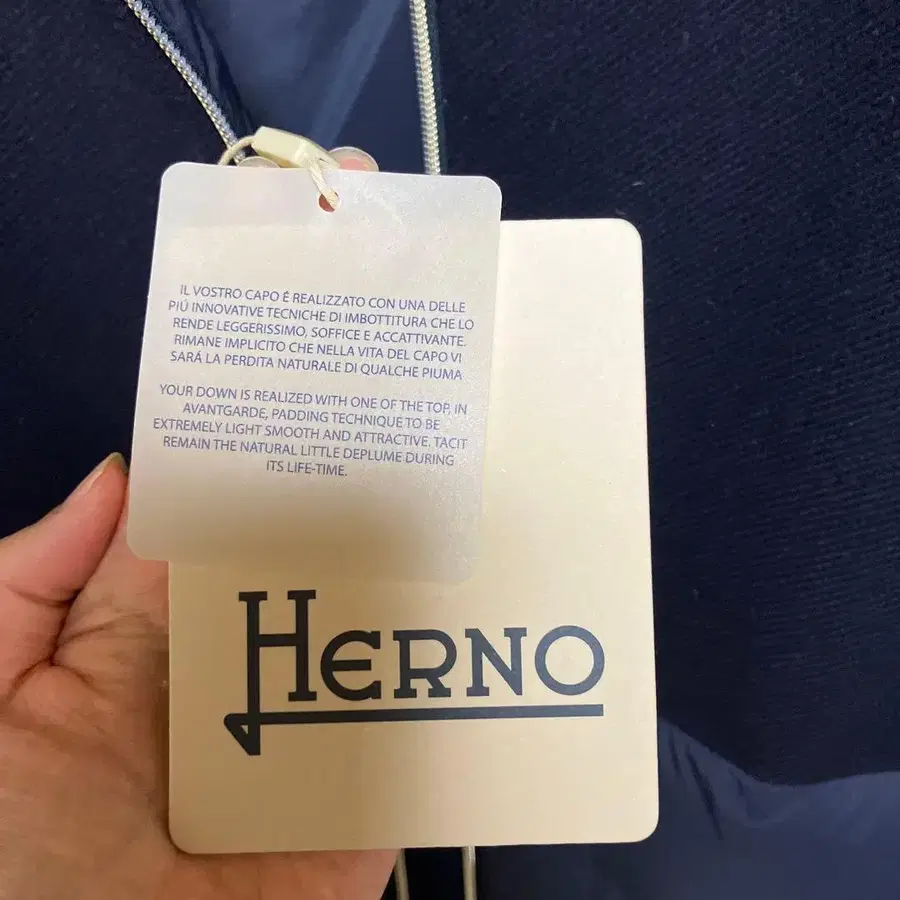 IL VOSTRO CAPO É REALIZZATO CON UNA DELLE
PIÚ INNOVATIVE TECNICHE DI IMBOTTITURA CHE LO
RENDE LEGGERISSIMO, SOFFICE E ACCATTIVANTE.
RIMANE IMPLICITO CHE NELLA VITA DEL CAPO VI
SARÁ LA PERDITA NATURALE DI QUALCHE PIUMA
YOUR DOWN IS REALIZED WITH ONE OF THE TOP, IN
AVANTGARDE, PADDING TECHNIQUE TO BE
EXTREMELY LIGHT SMOOTH AND ATTRACTIVE. TACIT
REMAIN THE NATURAL LITTLE DEPLUME DURING
ITS LIFE-TIME.
HERNO